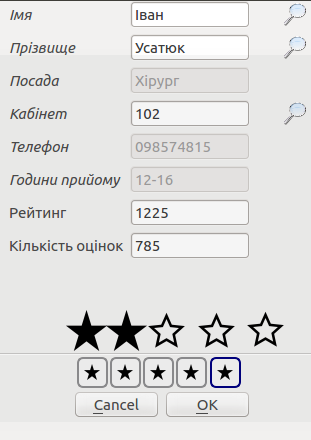 Імя Іван
Прізвище Усатюк
Посада Хірург
Кабінет 102
Телефон 098574815
Години прийому 12-16
Рейтинг 1225
Кількість оцінок 785
Cancel OK